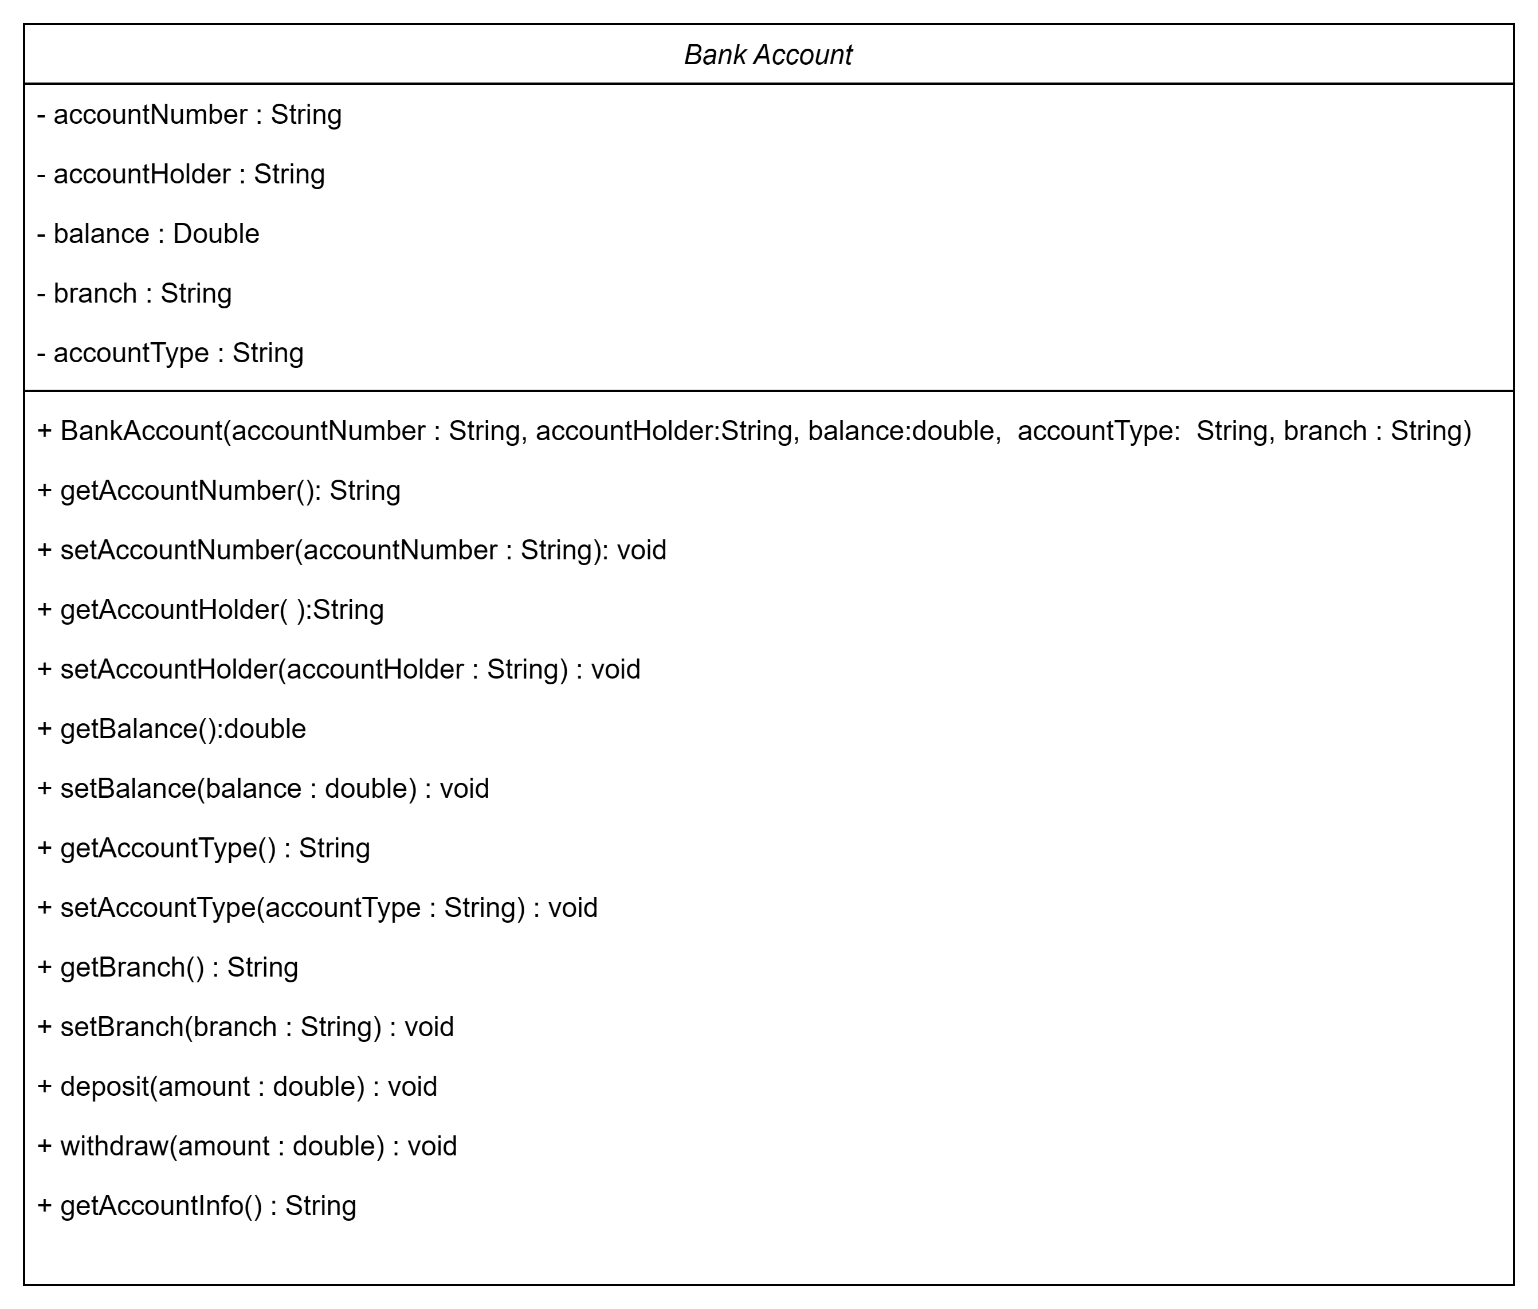 Bank Account
- accountNumber : String
- accountHolder : String
- balance : Double
- branch : String
- accountType : String
+ BankAccount(accountNumber : String, accountHolder:String, balance:double,  accountType:  String, branch : String)
+ getAccountNumber(): String
+ setAccountNumber(accountNumber : String): void
+ getAccountHolder( ):String
+ setAccountHolder(accountHolder : String) : void
+ getBalance():double
+ setBalance(balance : double) : void
+ getAccountType() : String
+ setAccountType(accountType : String) : void
+ getBranch() : String
+ setBranch(branch : String) : void
+ deposit(amount : double) : void
+ withdraw(amount : double) : void
+ getAccountInfo() : String